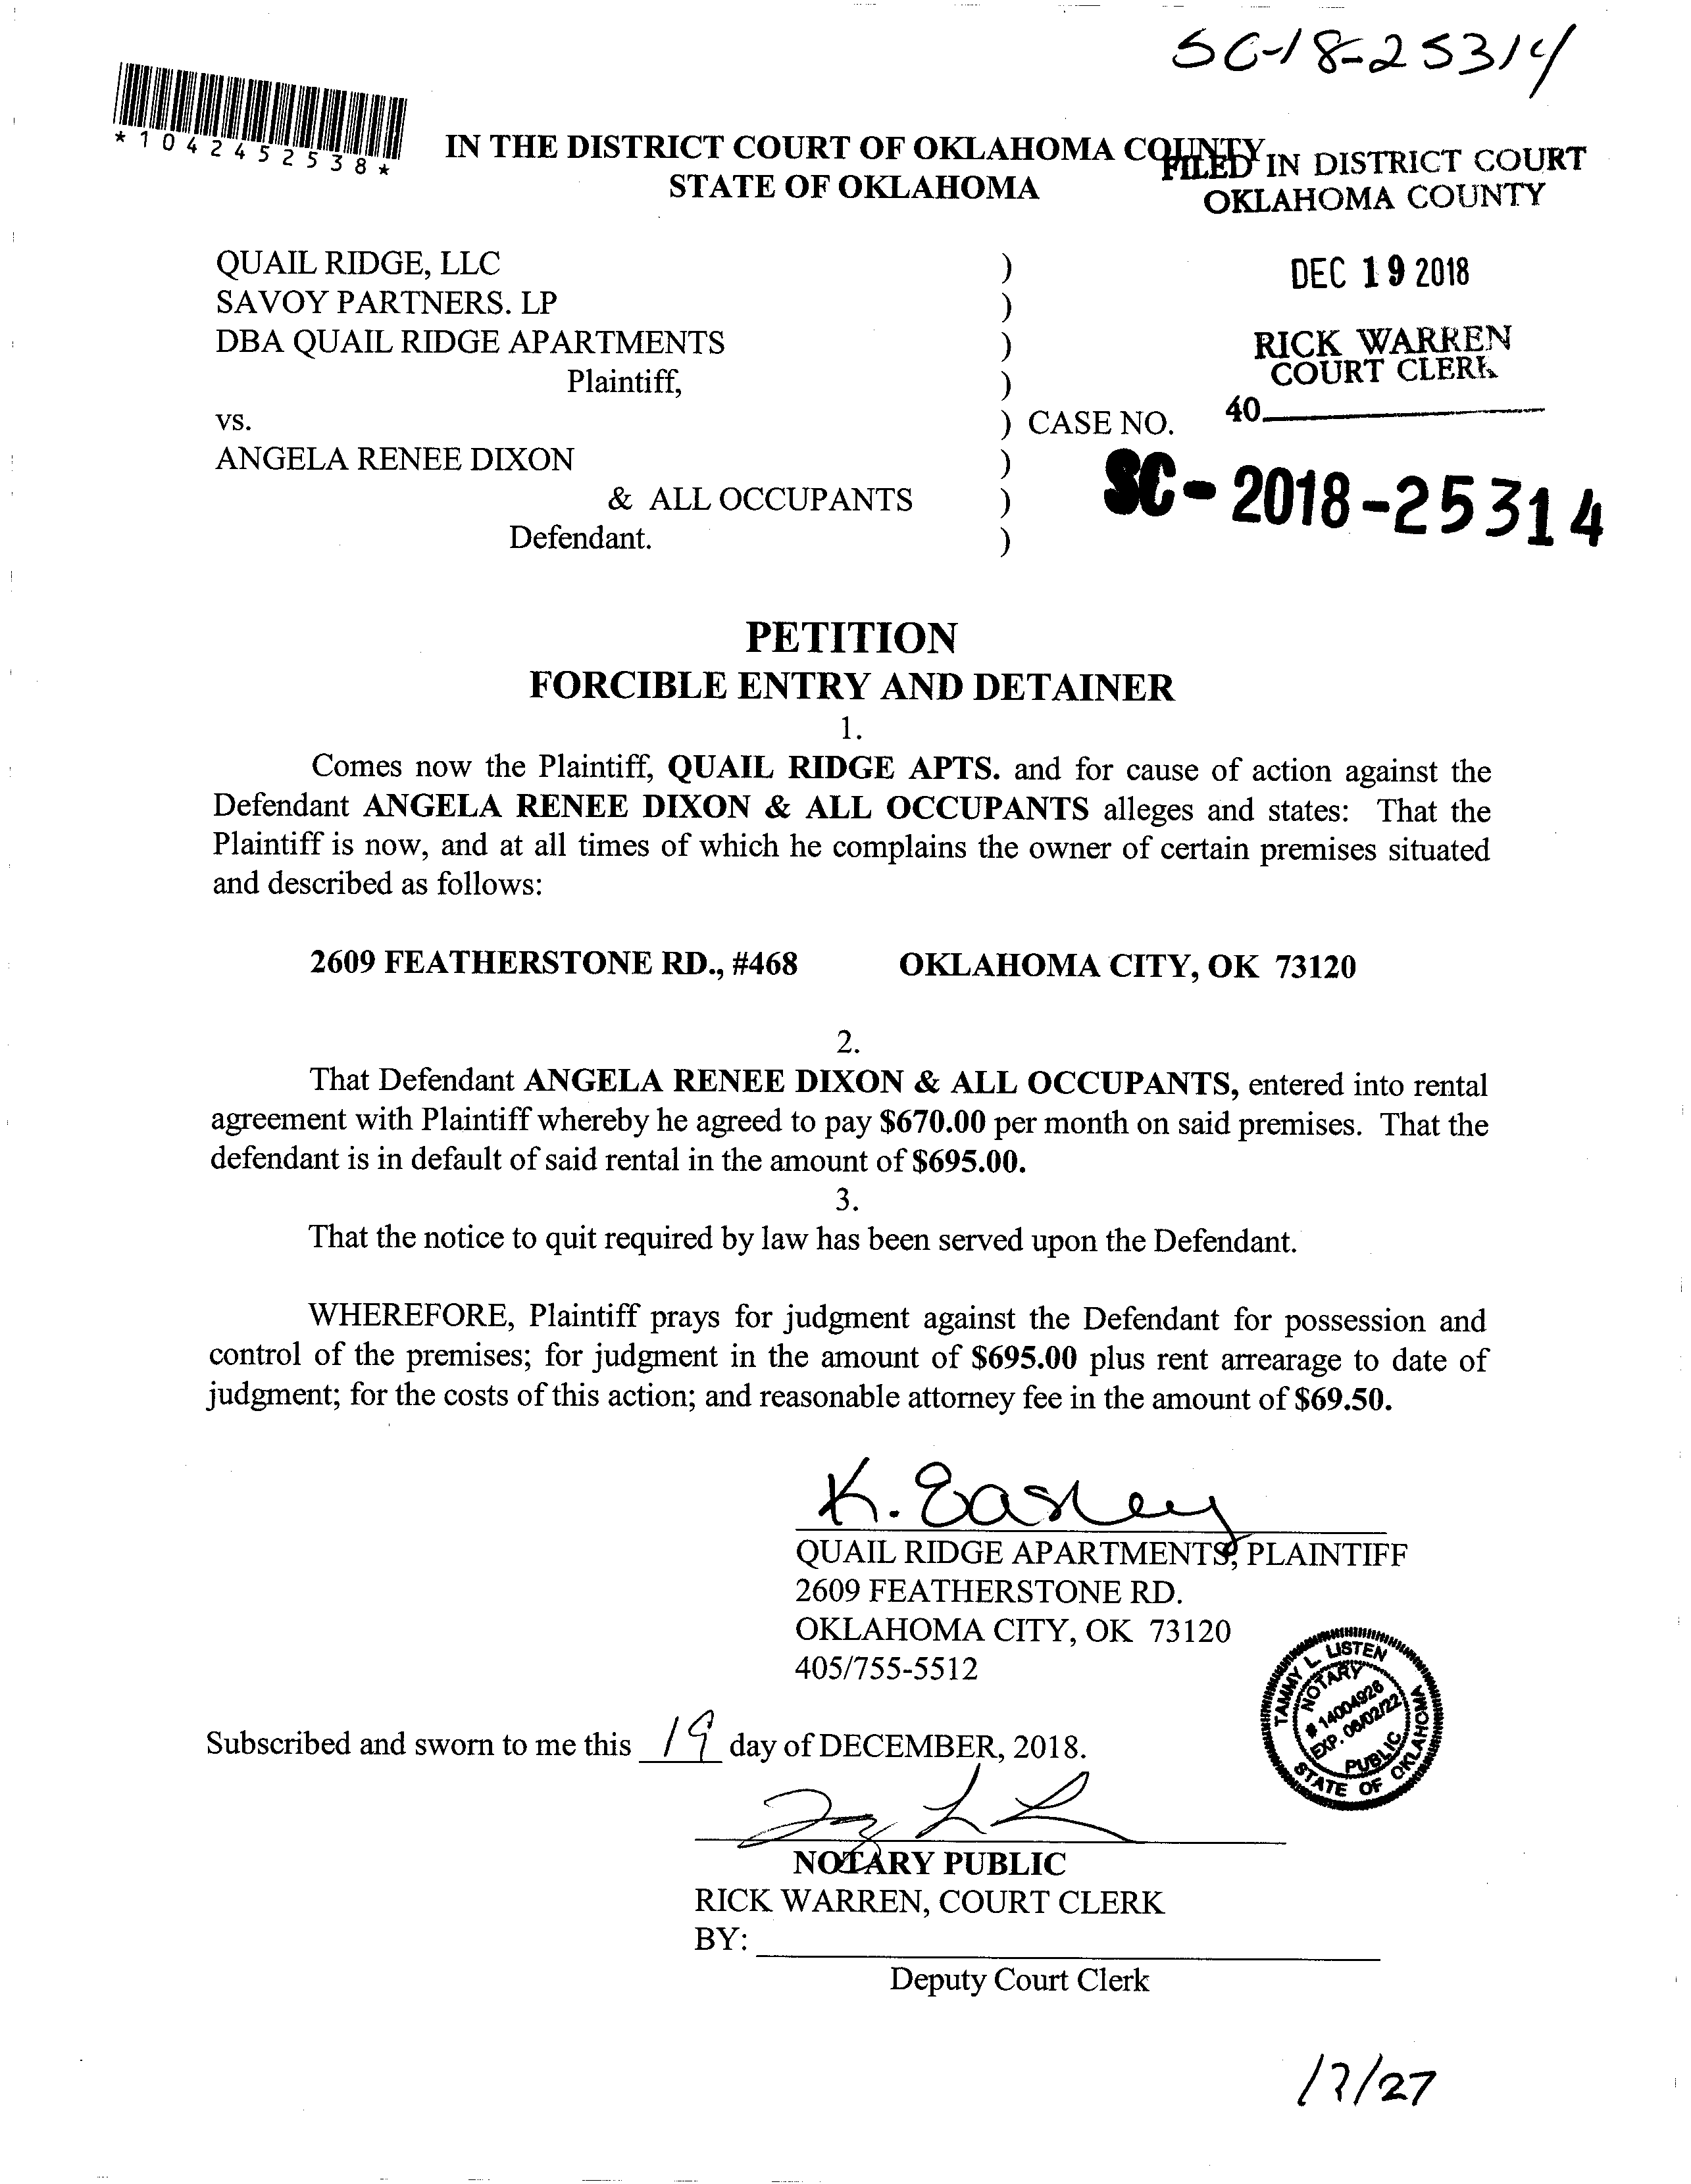 SC-18-25314
*1042452538*
IN THE DISTRICT COURT OF OKLAHOMA COUNTY
STATE OF OKLAHOMA
FILED IN DISTRICT COURT
OKLAHOMA COUNTY
DEC 19 2018
RICK WARREN
COURT CLERK
40
QUAIL RIDGE, LLC )
SAVOY PARTNERS. LP )
DBA QUAIL RIDGE APARTMENTS )
Plaintiff, )
vs. ) CASE NO.
ANGELA RENEE DIXON )
& ALL OCCUPANTS )
Defendant. )
SC-2018-25314
PETITION
FORCIBLE ENTRY AND DETAINER
1.
Comes now the Plaintiff, QUAIL RIDGE APTS. and for cause of action against the
Defendant ANGELA RENEE DIXON & ALL OCCUPANTS alleges and states: That the
Plaintiff is now, and at all times of which he complains the owner of certain premises situated
and described as follows:
2609 FEATHERSTONE RD., #468 OKLAHOMA CITY, OK 73120
2.
That Defendant ANGELA RENEE DIXON & ALL OCCUPANTS, entered into rental
agreement with Plaintiff whereby he agreed to pay $670.00 per month on said premises. That the
defendant is in default of said rental in the amount of $695.00.
3.
That the notice to quit required by law has been served upon the Defendant.
WHEREFORE, Plaintiff prays for judgment against the Defendant for possession and
control of the premises; for judgment in the amount of $695.00 plus rent arrearage to date of
judgment; for the costs of this action; and reasonable attorney fee in the amount of $69.50.
K. Easley
QUAIL RIDGE APARTMENTS, PLAINTIFF
2609 FEATHERSTONE RD.
OKLAHOMA CITY, OK 73120
405/755-5512
TAMMY L. LISTEN
NOTARY
# 14004926
EXP. 06/02/22
PUBLIC
STATE OF OKLAHOMA
Subscribed and sworn to me this 19 day of DECEMBER, 2018.
NOTARY PUBLIC
RICK WARREN, COURT CLERK
BY:
Deputy Court Clerk
12/27